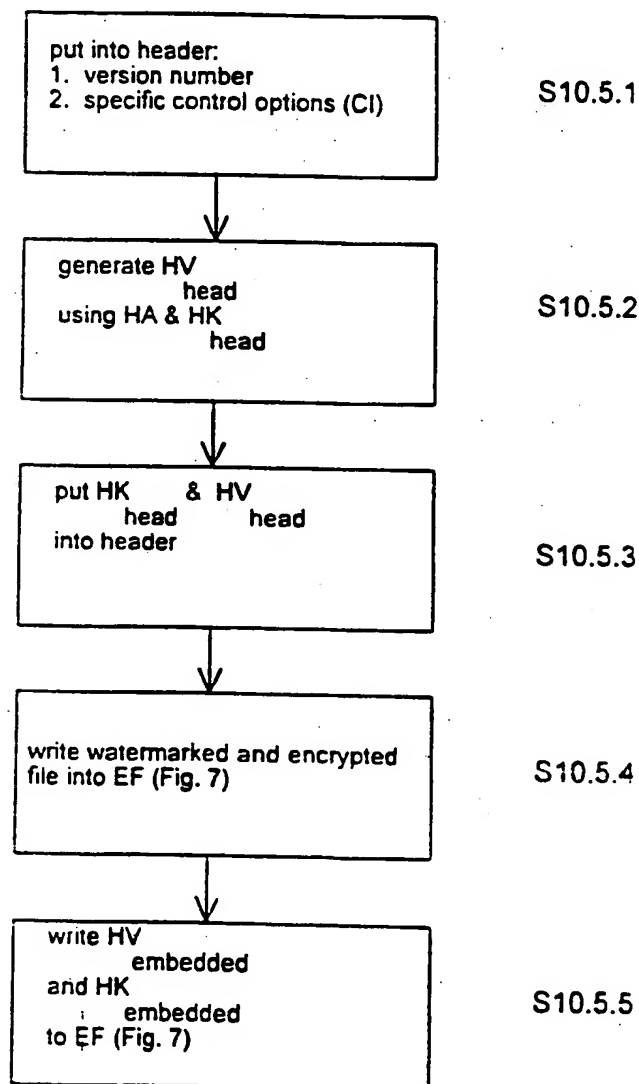 put into header:
1. version number
2. specific control options (CI)
S10.5.1
generate HV
head
using HA & HK
head
S10.5.2
put HK & HV
head head
into header
S10.5.3
write watermarked and encrypted
file into EF (Fig. 7)
S10.5.4
write HV
embedded
and HK
embedded
to EF (Fig. 7)
S10.5.5